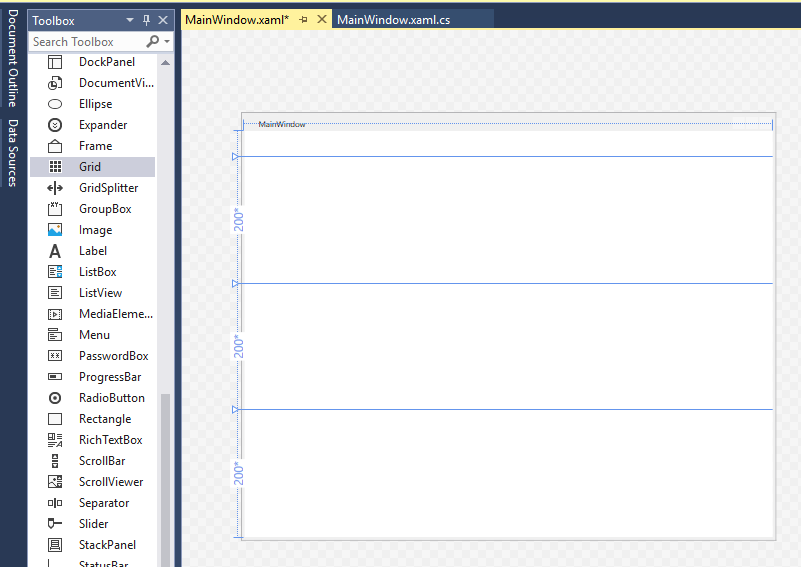 Document Outline
Data Sources
Toolbox
Search Toolbox
DockPanel
DocumentVi...
Ellipse
Expander
Frame
Grid
GridSplitter
GroupBox
Image
Label
ListBox
ListView
MediaEleme...
Menu
PasswordBox
ProgressBar
RadioButton
Rectangle
RichTextBox
ScrollBar
ScrollViewer
Separator
Slider
StackPanel
StatusBar
MainWindow.xaml*
MainWindow.xaml.cs
MainWindow
200*
200*
200*